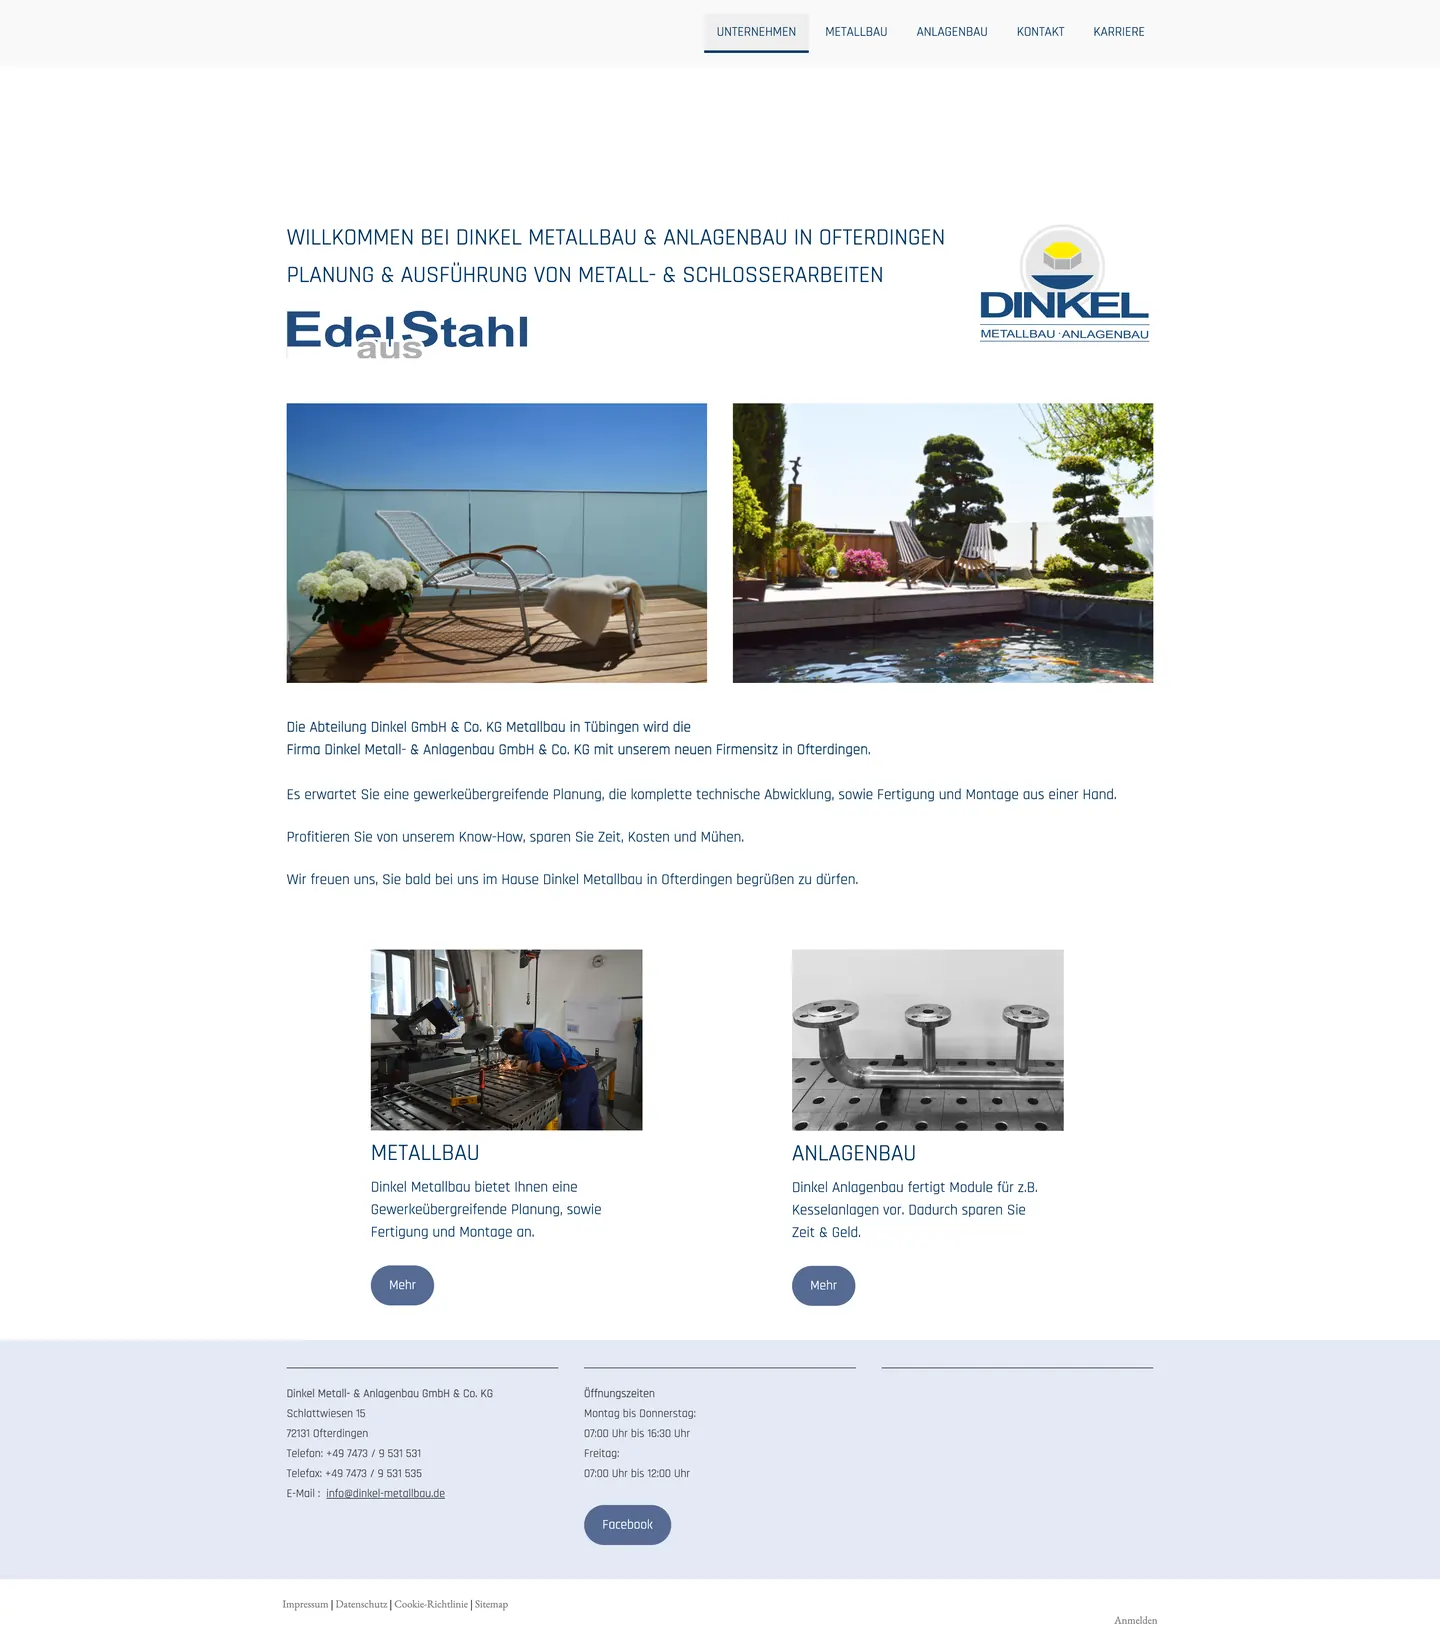 UNTERNEHMEN METALLBAU ANLAGENBAU KONTAKT KARRIERE
WILLKOMMEN BEI DINKEL METALLBAU & ANLAGENBAU IN OFTERDINGEN
PLANUNG & AUSFÜHRUNG VON METALL- & SCHLOSSERARBEITEN
EdelStahl
aus
DINKEL
METALLBAU · ANLAGENBAU
Die Abteilung Dinkel GmbH & Co. KG Metallbau in Tübingen wird die
Firma Dinkel Metall- & Anlagenbau GmbH & Co. KG mit unserem neuen Firmensitz in Ofterdingen.
Es erwartet Sie eine gewerkeübergreifende Planung, die komplette technische Abwicklung, sowie Fertigung und Montage aus einer Hand.
Profitieren Sie von unserem Know-How, sparen Sie Zeit, Kosten und Mühen.
Wir freuen uns, Sie bald bei uns im Hause Dinkel Metallbau in Ofterdingen begrüßen zu dürfen.
METALLBAU
Dinkel Metallbau bietet Ihnen eine
Gewerkeübergreifende Planung, sowie
Fertigung und Montage an.
Mehr
ANLAGENBAU
Dinkel Anlagenbau fertigt Module für z.B.
Kesselanlagen vor. Dadurch sparen Sie
Zeit & Geld.
Mehr
Dinkel Metall- & Anlagenbau GmbH & Co. KG
Schlattwiesen 15
72131 Ofterdingen
Telefon: +49 7473 / 9 531 531
Telefax: +49 7473 / 9 531 535
E-Mail : info@dinkel-metallbau.de
Öffnungszeiten
Montag bis Donnerstag:
07:00 Uhr bis 16:30 Uhr
Freitag:
07:00 Uhr bis 12:00 Uhr
Facebook
Impressum | Datenschutz | Cookie-Richtlinie | Sitemap
Anmelden